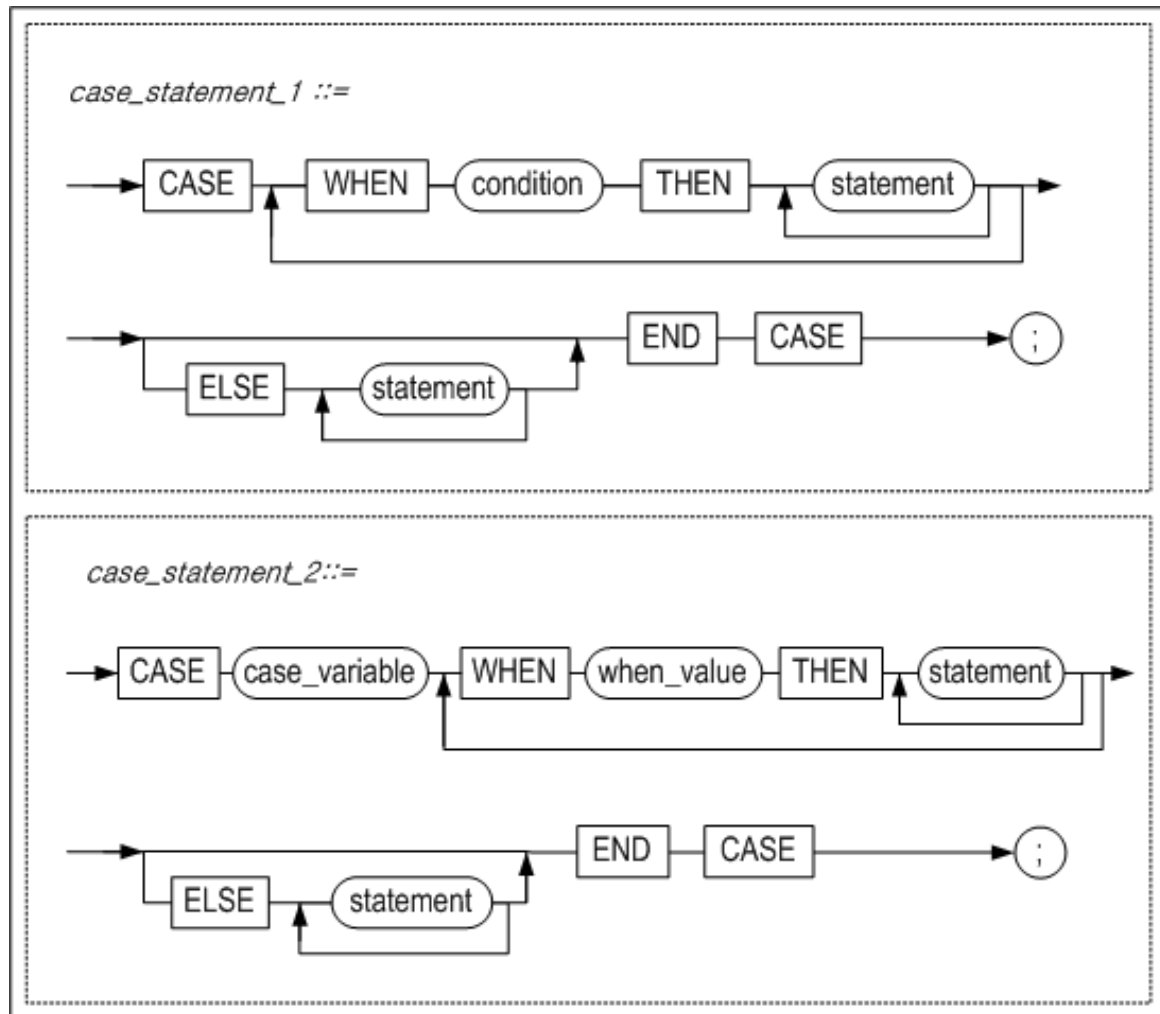 case_statement_1 ::=
CASE WHEN condition THEN statement
END CASE ;
ELSE statement
case_statement_2::=
CASE case_variable WHEN when_value THEN statement
END CASE ;
ELSE statement